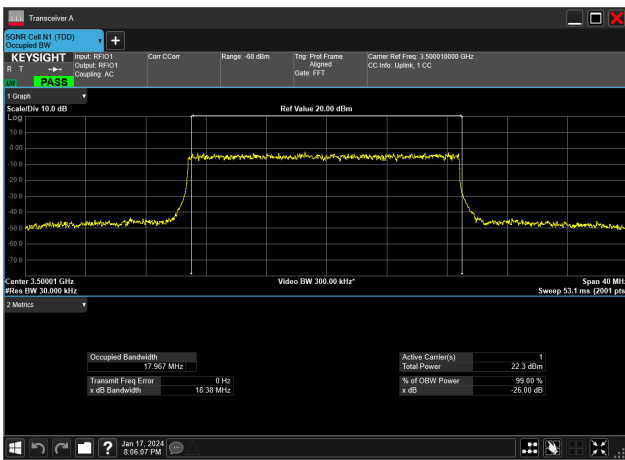 Transceiver A
5GNR Cell N1 (TDD)
Occupied BW
KEYSIGHT
R T
LV
PASS
Input: RFIO1
Output: RFIO1
Coupling: AC
Corr CCorr
Range: -60 dBm
Trig: Prot Frame
Aligned
Gate: FFT
Carrier Ref Freq: 3.500010000 GHz
CC Info: Uplink, 1 CC
1 Graph
Scale/Div 10.0 dB
Ref Value 20.00 dBm
Log
10.0
0.00
-10.0
-20.0
-30.0
-40.0
-50.0
-60.0
-70.0
Center 3.50001 GHz
Video BW 300.00 kHz*
Span 40 MHz
#Res BW 30.000 kHz
Sweep 53.1 ms (2001 pts
2 Metrics
Occupied Bandwidth
17.967 MHz
Transmit Freq Error 0 Hz
x dB Bandwidth 18.38 MHz
Active Carrier(s) 1
Total Power 22.3 dBm
% of OBW Power 99.00 %
x dB -26.00 dB
?
Jan 17, 2024
8:06:07 PM